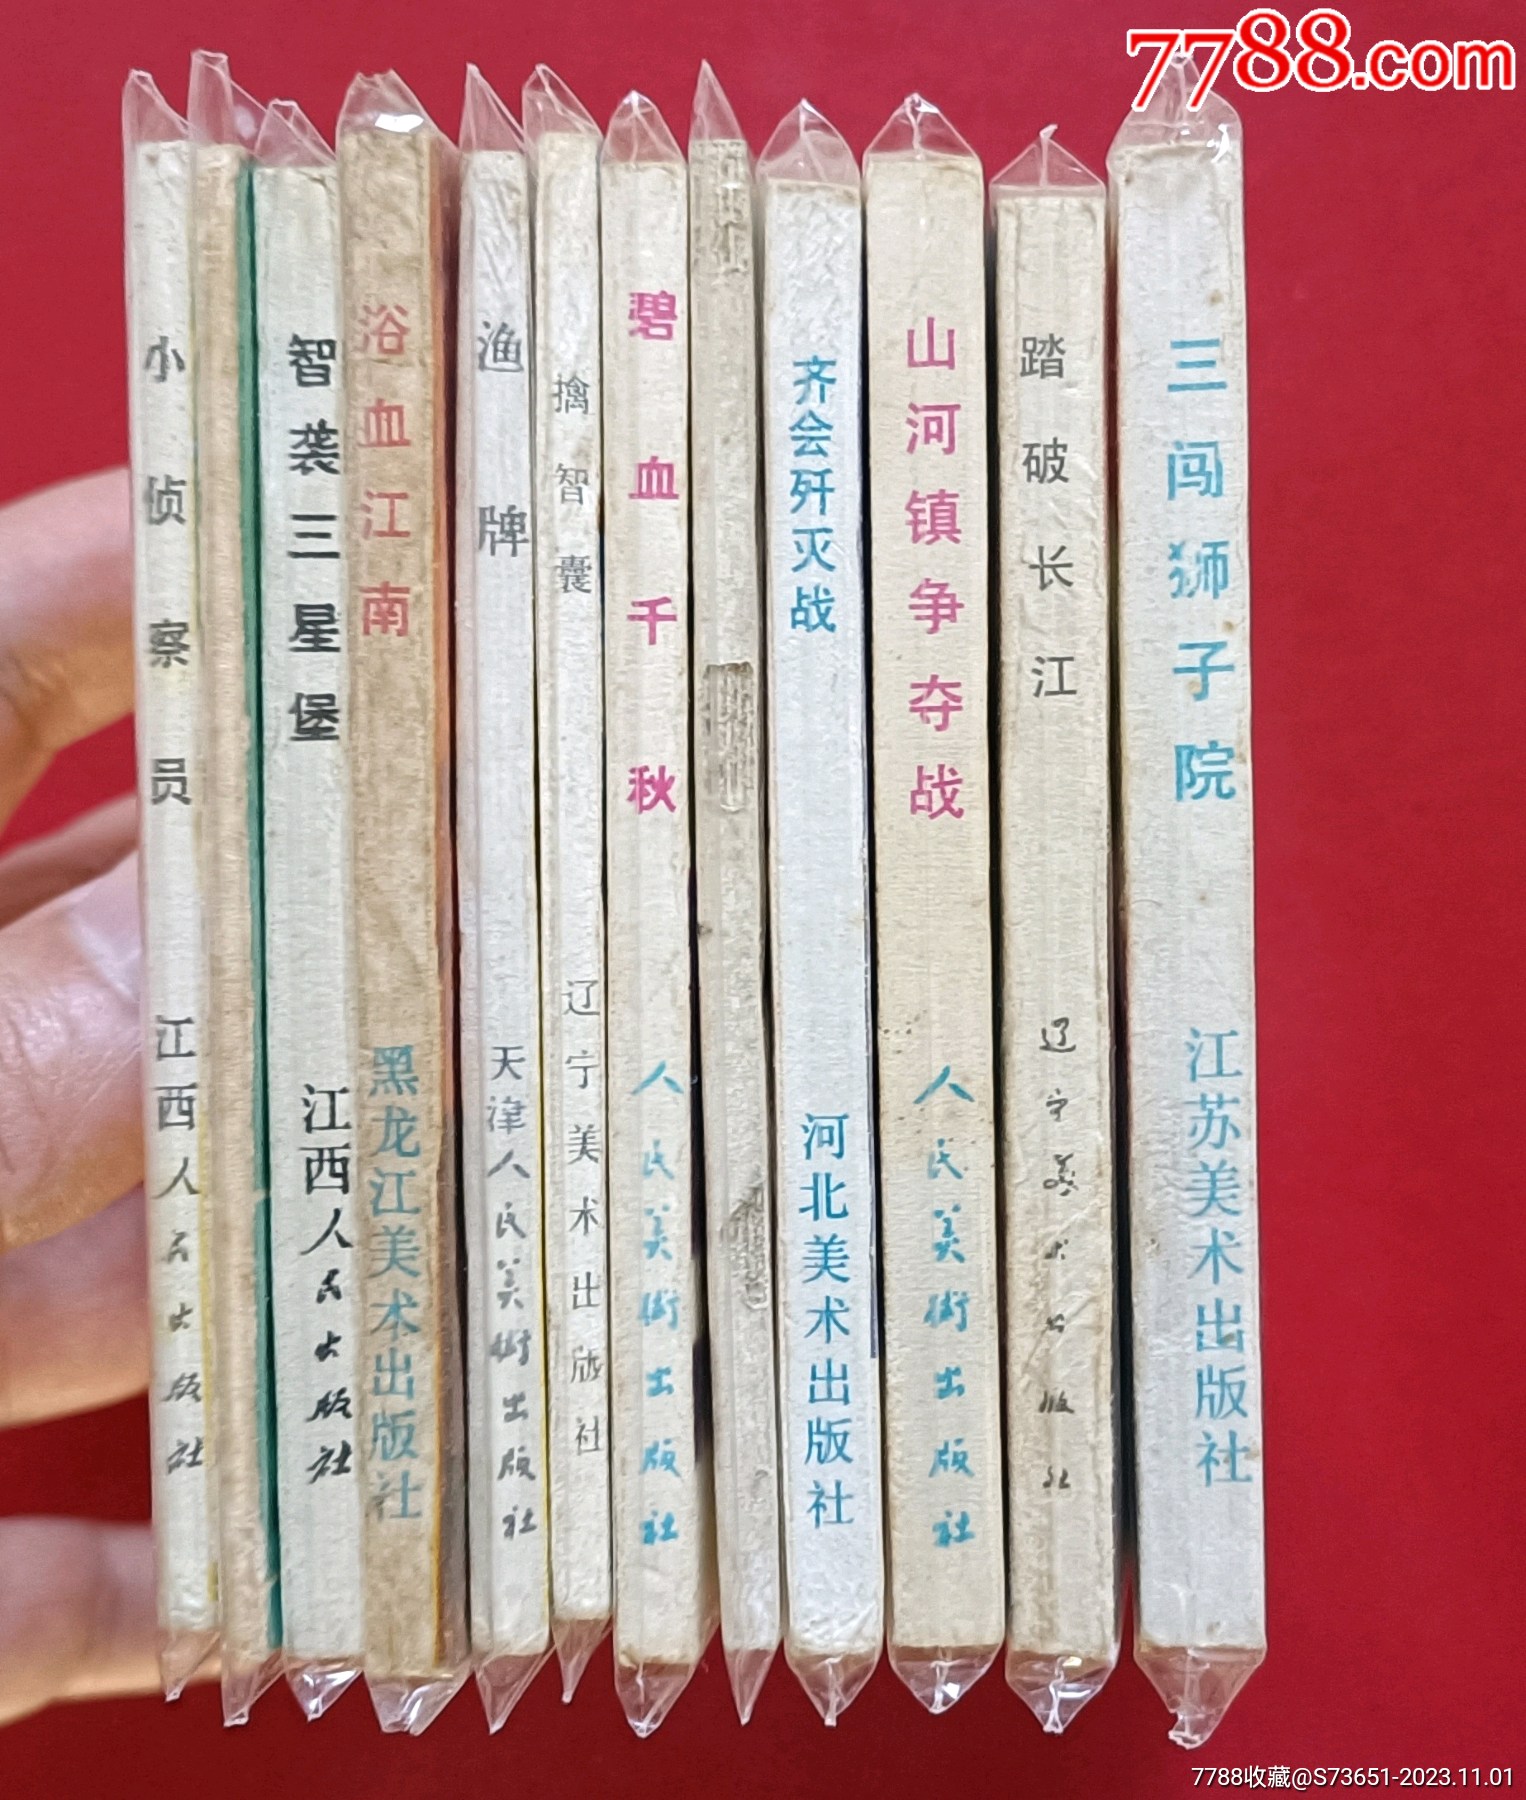 7788.com
小侦察员
江西人民出版社
智袭三星堡
江西人民出版社
浴血江南
黑龙江美术出版社
渔牌
天津人民美術出版社
擒智囊
辽宁美术出版社
碧血千秋
人民美術出版社
齐会歼灭战
河北美术出版社
山河镇争夺战
人民美術出版社
踏破长江
辽宁美术出版社
三闯狮子院
江苏美术出版社
7788收藏@S73651-2023.11.01